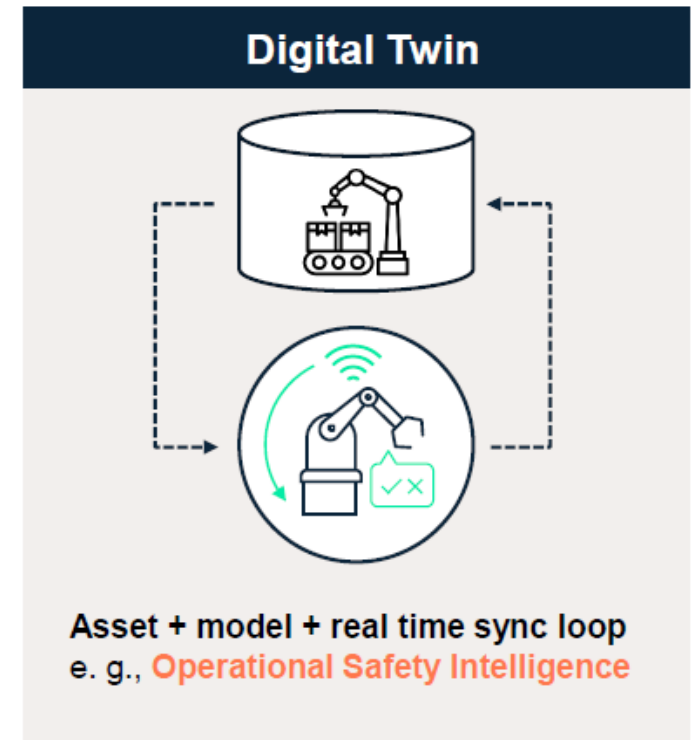 Digital Twin
Asset + model + real time sync loop
e. g., Operational Safety Intelligence